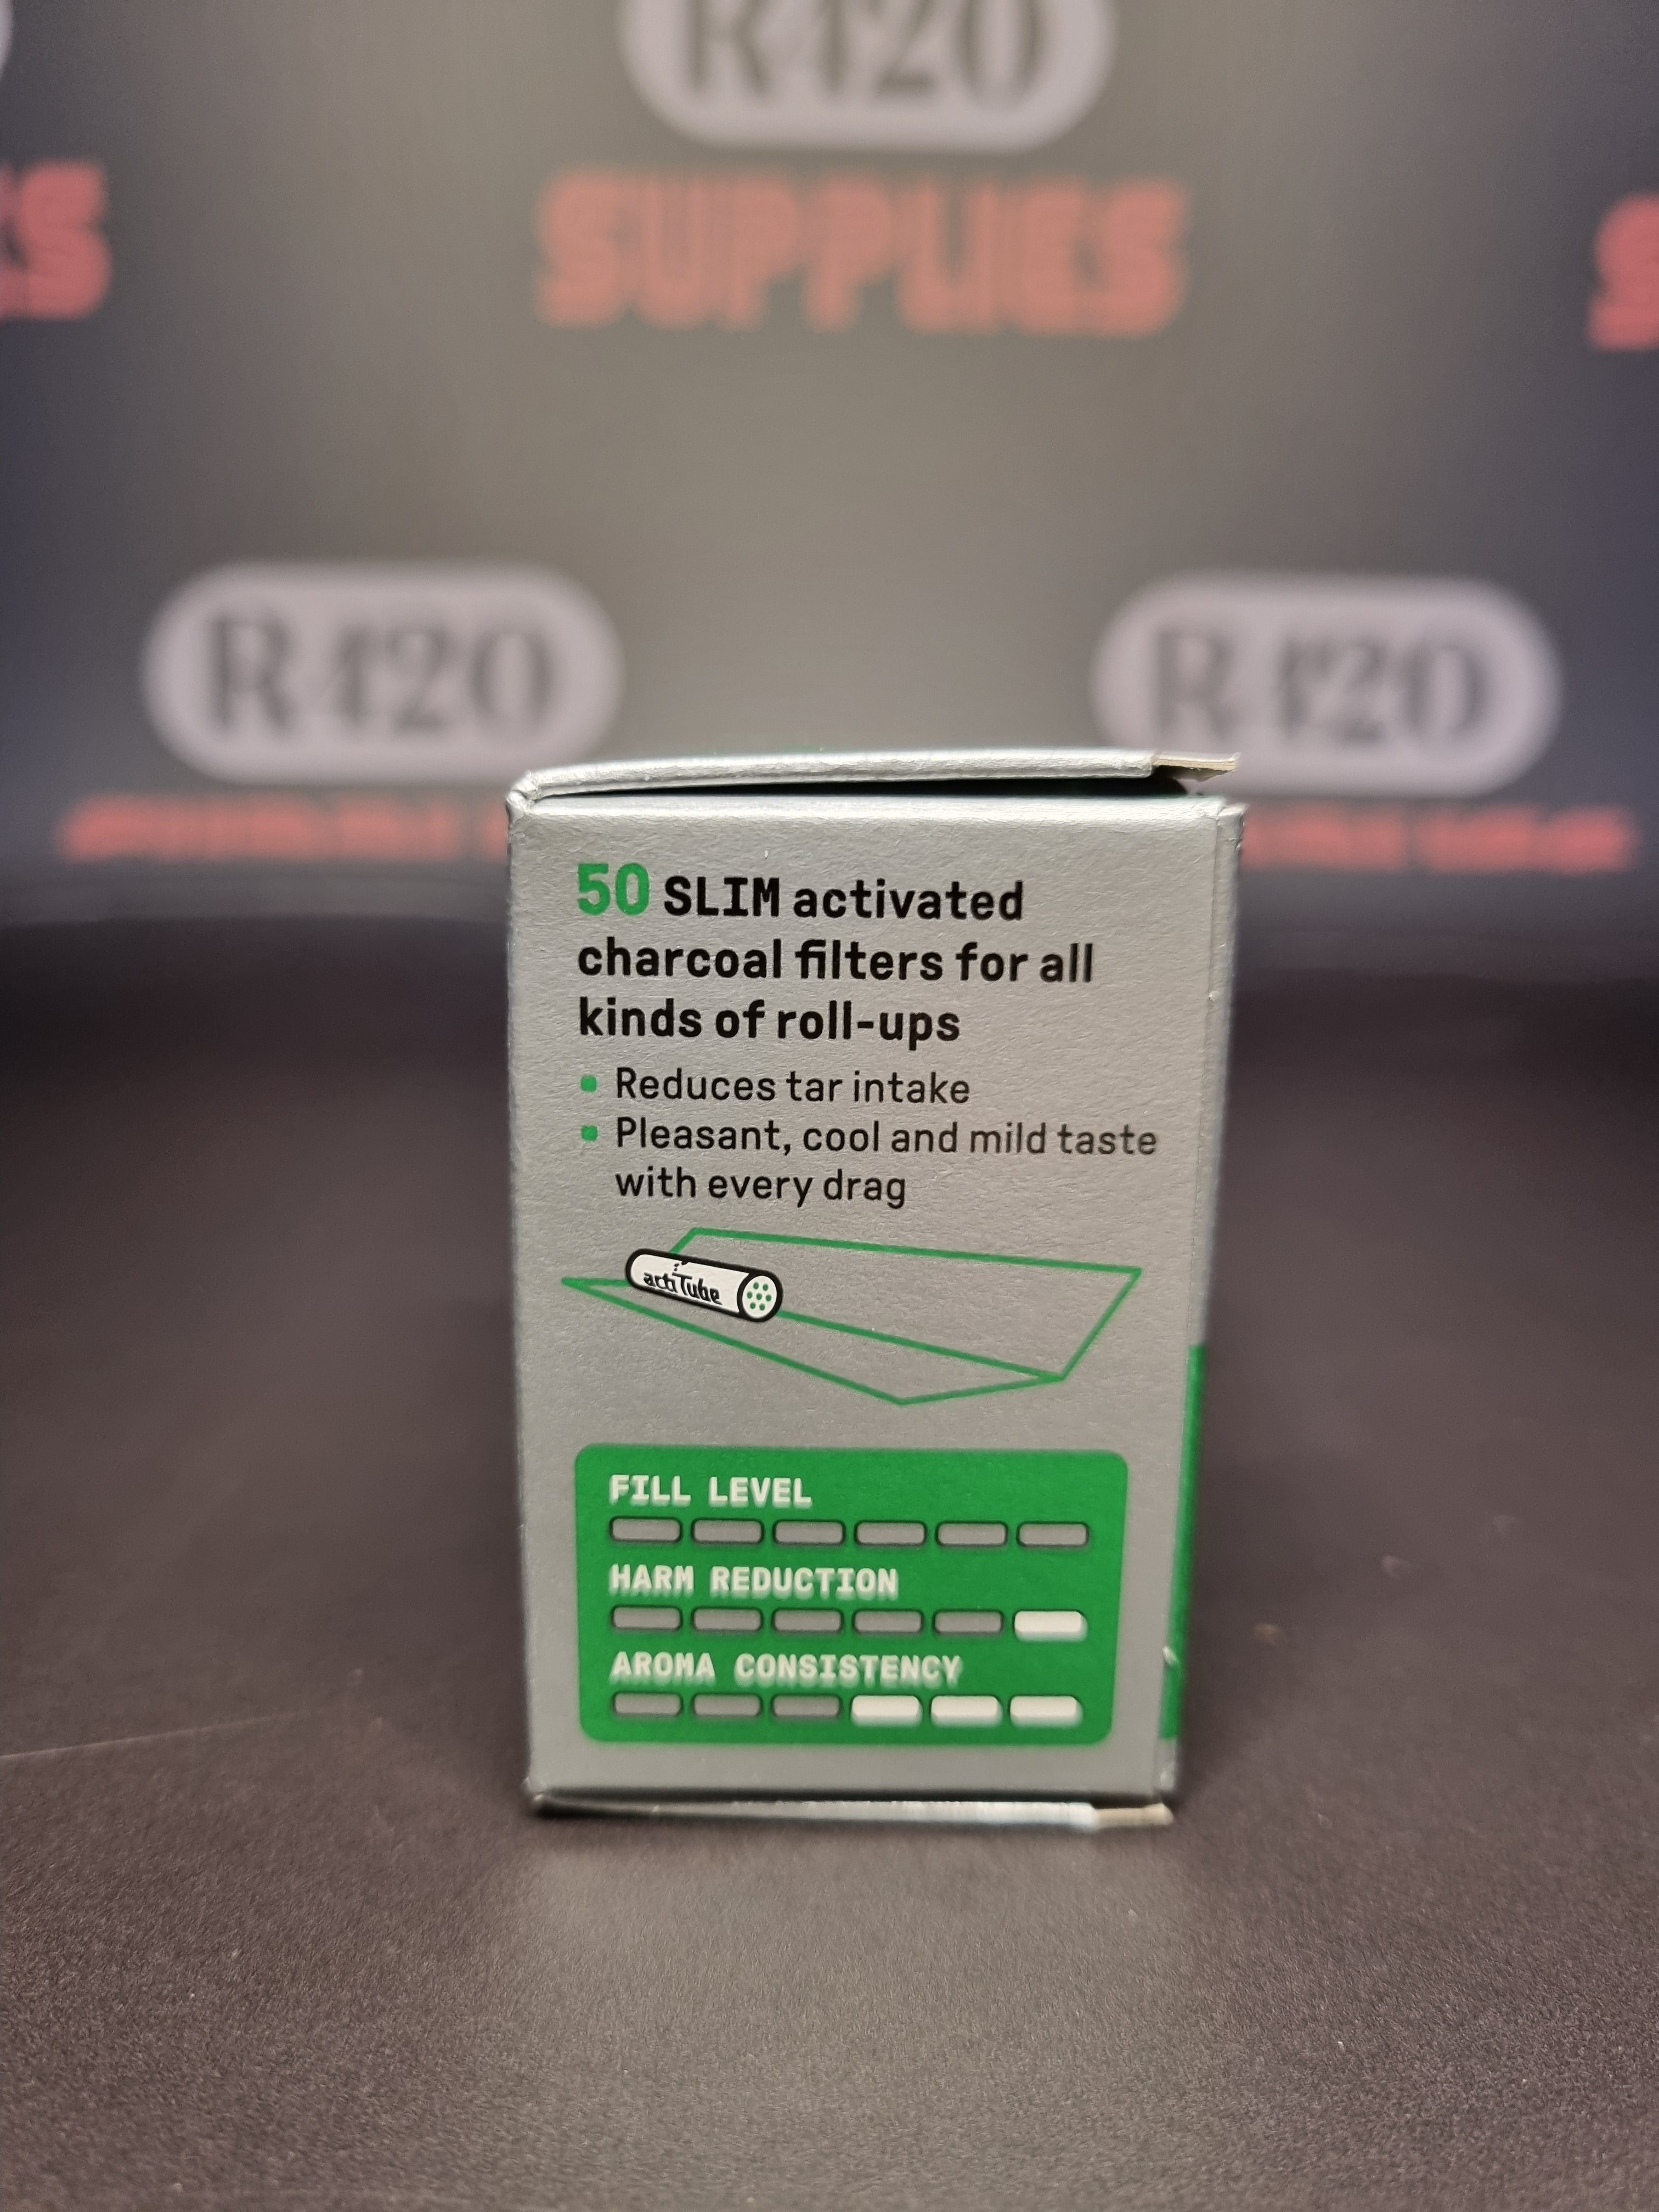 R420
SUPPLIES
R420
R420
50 SLIM activated
charcoal filters for all
kinds of roll-ups
Reduces tar intake
Pleasant, cool and mild taste
with every drag
actiTube
FILL LEVEL
HARM REDUCTION
AROMA CONSISTENCY